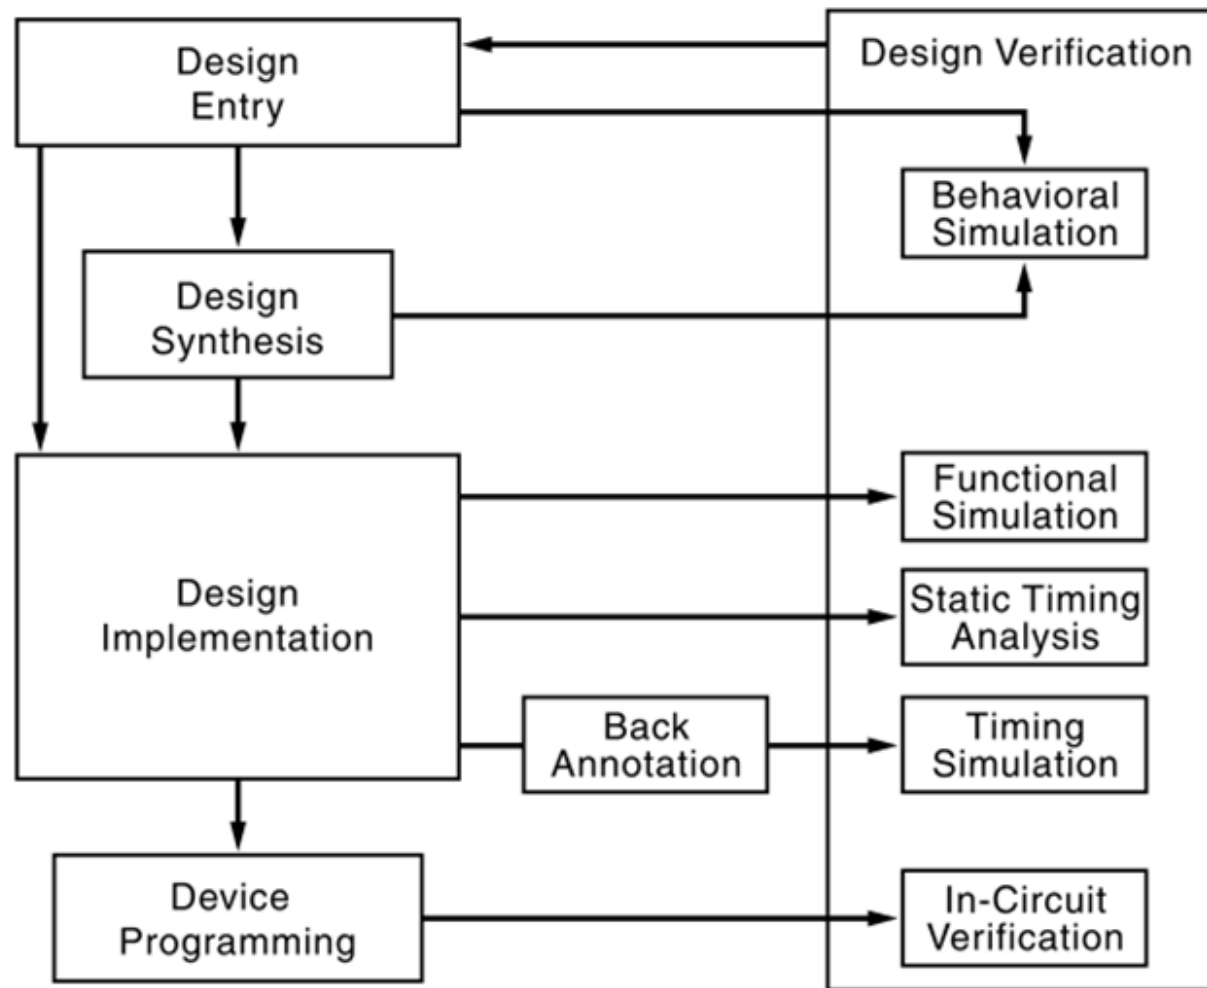 Design
Entry
Design Verification
Behavioral
Simulation
Design
Synthesis
Functional
Simulation
Design
Implementation
Static Timing
Analysis
Back
Annotation
Timing
Simulation
Device
Programming
In-Circuit
Verification